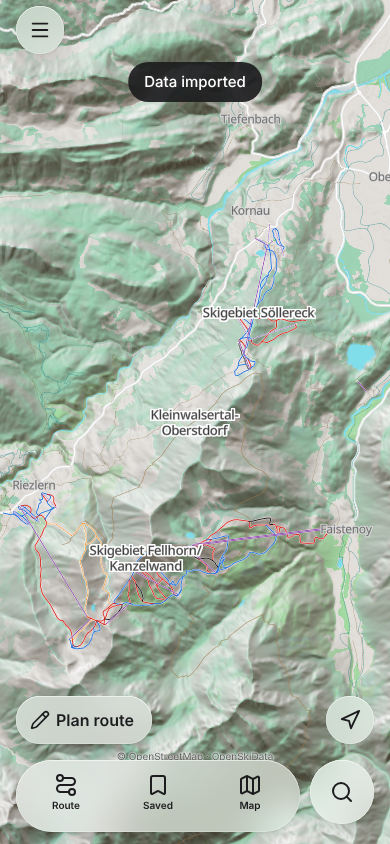 Data imported
Tiefenbach
Obe
Kornau
Skigebiet Söllereck
Kleinwalsertal-
Oberstdorf
Riezlern
Faistenoy
Skigebiet Fellhorn/
Kanzelwand
Plan route
© OpenStreetMap · OpenSkiData
Route
Saved
Map